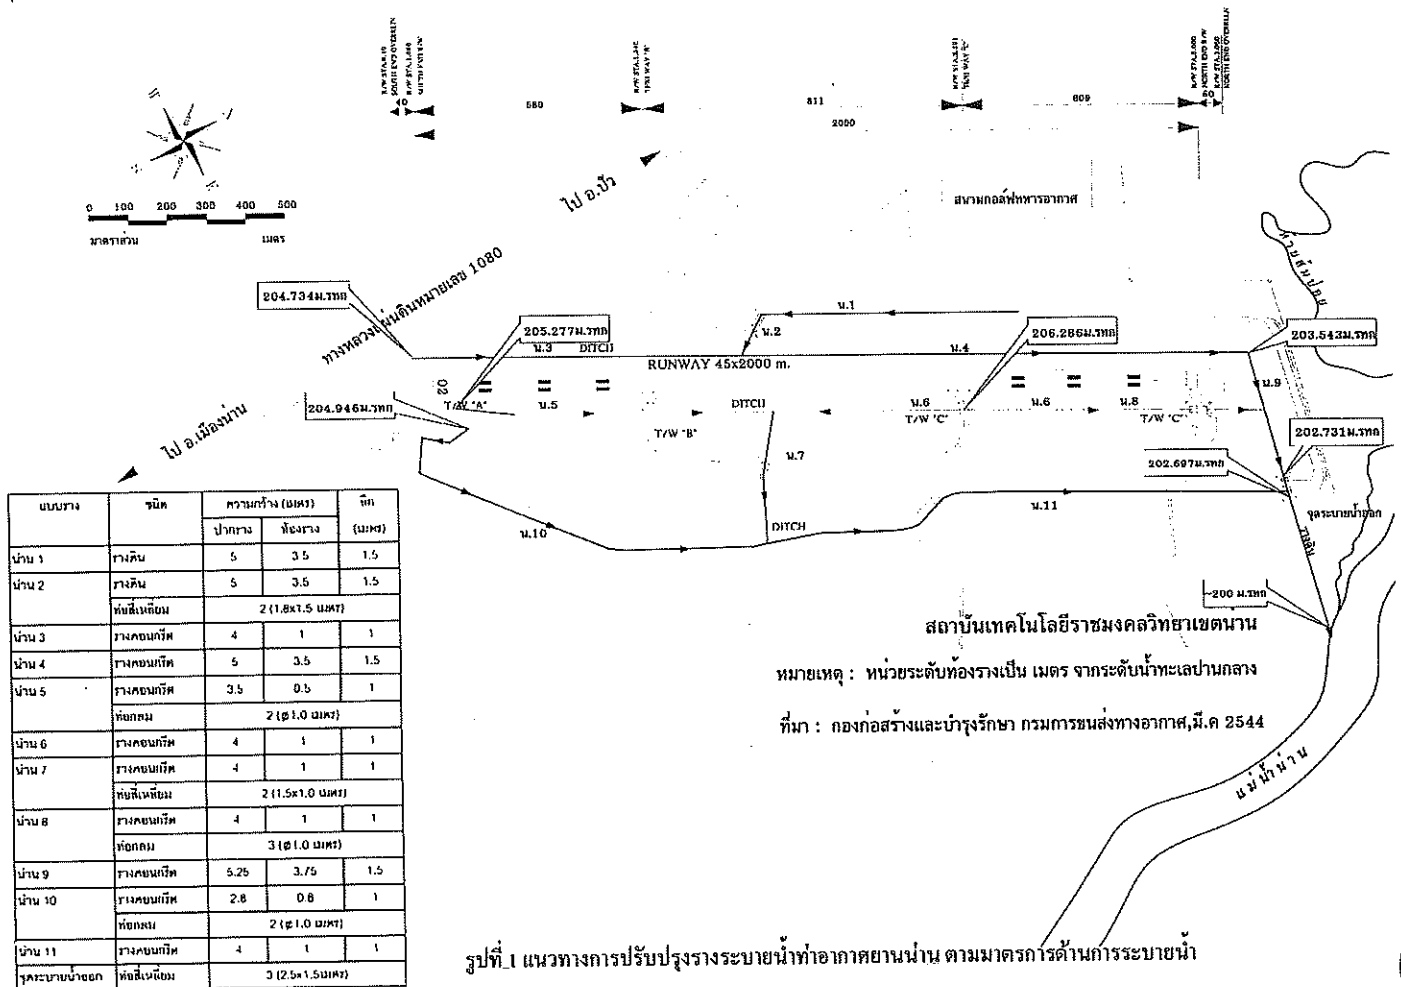 R/W STA.0.40
SOUTH END OVERRUN
SOUTH END R/W
TAXI WAY "B"
TAXI WAY "C"
NORTH END R/W
NORTH END OVERRUN
40
580
811
609
60
2000
0 100 200 300 400 500
มาตราส่วน
เมตร
ไป อ.ปัว
สนามกอล์ฟทหารอากาศ
ห้วยส้มป่อย
ทางหลวงแผ่นดินหมายเลข 1080
204.734ม.รทก
205.277ม.รทก
206.286ม.รทก
203.543ม.รทก
น.1
น.2
น.3
DITCH
น.4
RUNWAY 45x2000 m.
02
น.9
204.946ม.รทก
T/W "A"
น.5
DITCH
น.6
น.6
น.8
T/W "B"
T/W "C"
T/W "C"
202.731ม.รทก
ไป อ.เมืองน่าน
น.7
202.697ม.รทก
น.10
DITCH
น.11
จุดระบายน้ำออก
รางดิน
~200 ม.รทก
สถาบันเทคโนโลยีราชมงคลวิทยาเขตน่าน
หมายเหตุ : หน่วยระดับท้องรางเป็น เมตร จากระดับน้ำทะเลปานกลาง
ที่มา : กองก่อสร้างและบำรุงรักษา กรมการขนส่งทางอากาศ,มี.ค 2544
แม่น้ำน่าน
แบบราง ชนิด ความกว้าง (เมตร) ลึก
ปากราง ท้องราง (เมตร)
น่าน 1 รางดิน 5 3.5 1.5
น่าน 2 รางดิน 5 3.5 1.5
ท่อสี่เหลี่ยม 2 (1.8x1.5 เมตร)
น่าน 3 รางคอนกรีต 4 1 1
น่าน 4 รางคอนกรีต 5 3.5 1.5
น่าน 5 รางคอนกรีต 3.5 0.5 1
ท่อกลม 2 (ø1.0 เมตร)
น่าน 6 รางคอนกรีต 4 1 1
น่าน 7 รางคอนกรีต 4 1 1
ท่อสี่เหลี่ยม 2 (1.5x1.0 เมตร)
น่าน 8 รางคอนกรีต 4 1 1
ท่อกลม 3 (ø1.0 เมตร)
น่าน 9 รางคอนกรีต 5.25 3.75 1.5
น่าน 10 รางคอนกรีต 2.8 0.8 1
ท่อกลม 2 (ø1.0 เมตร)
น่าน 11 รางคอนกรีต 4 1 1
จุดระบายน้ำออก ท่อสี่เหลี่ยม 3 (2.5x1.5เมตร)
รูปที่ 1 แนวทางการปรับปรุงรางระบายน้ำท่าอากาศยานน่าน ตามมาตรการด้านการระบายน้ำ